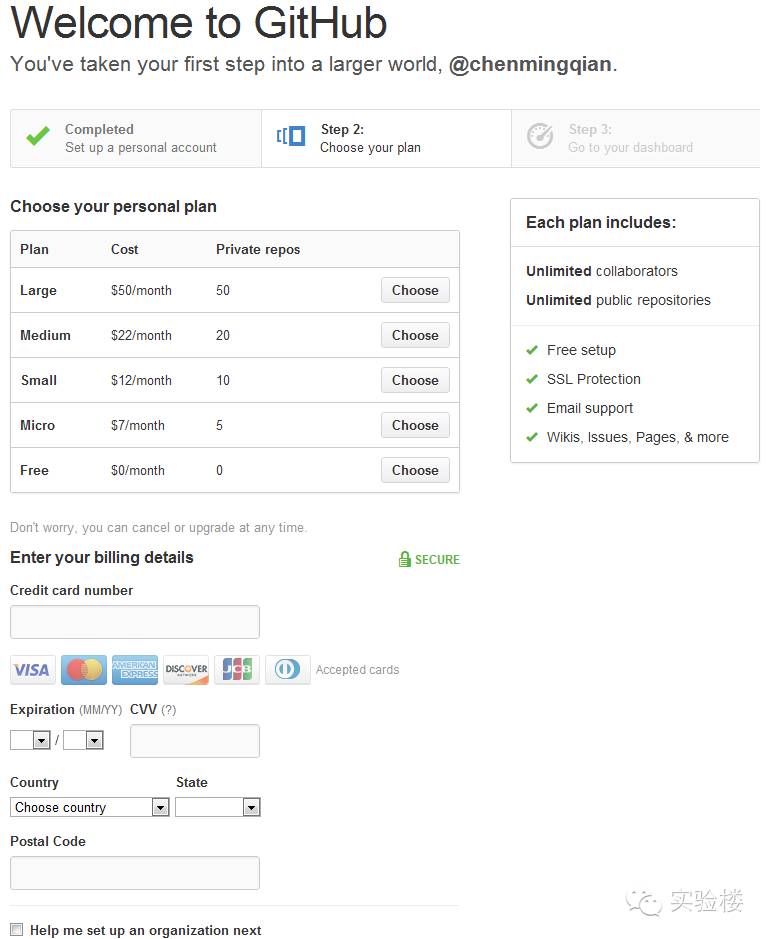 Welcome to GitHub
You've taken your first step into a larger world, @chenmingqian.
Completed
Set up a personal account
Step 2:
Choose your plan
Step 3:
Go to your dashboard
Choose your personal plan
Plan Cost Private repos
Large $50/month 50 Choose
Medium $22/month 20 Choose
Small $12/month 10 Choose
Micro $7/month 5 Choose
Free $0/month 0 Choose
Each plan includes:
Unlimited collaborators
Unlimited public repositories
Free setup
SSL Protection
Email support
Wikis, Issues, Pages, & more
Don't worry, you can cancel or upgrade at any time.
Enter your billing details SECURE
Credit card number
VISA AMERICAN EXPRESS DISCOVER NETWORK JCB Accepted cards
Expiration (MM/YY) CVV (?)
/
Country State
Choose country
Postal Code
Help me set up an organization next
实验楼